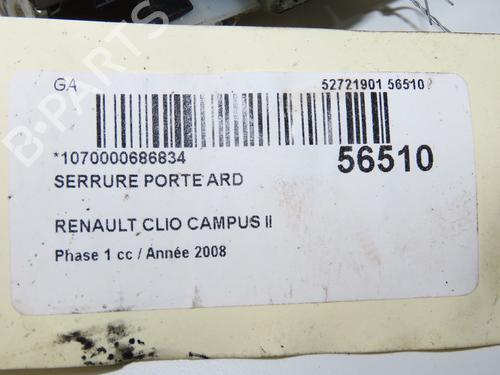 GA
52721901 56510
*1070000686834
56510
SERRURE PORTE ARD
RENAULT CLIO CAMPUS II
Phase 1 cc / Année 2008
B-PARTS